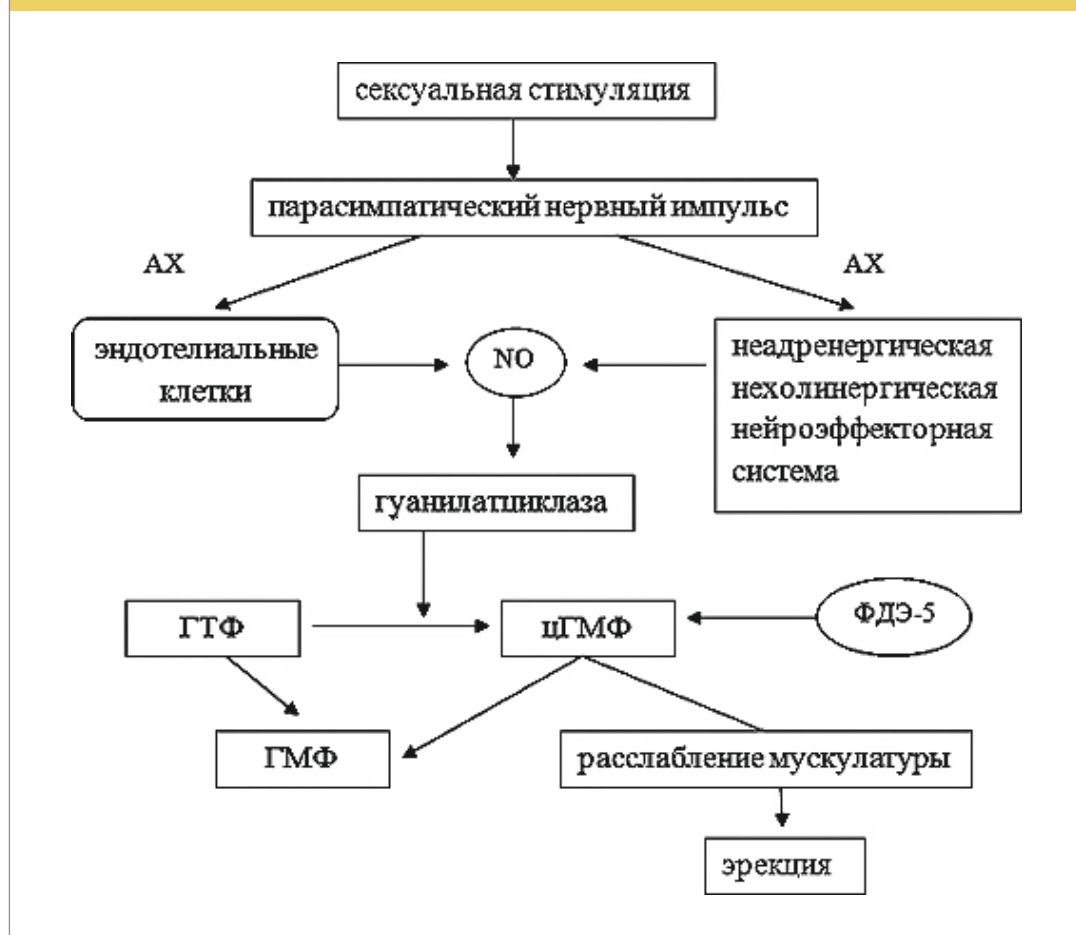 сексуальная стимуляция
парасимпатический нервный импульс
АХ
АХ
эндотелиальные
клетки
NO
неадренергическая
нехолинергическая
нейроэффекторная
система
гуанилатциклаза
ГТФ
цГМФ
ФДЭ-5
ГМФ
расслабление мускулатуры
эрекция